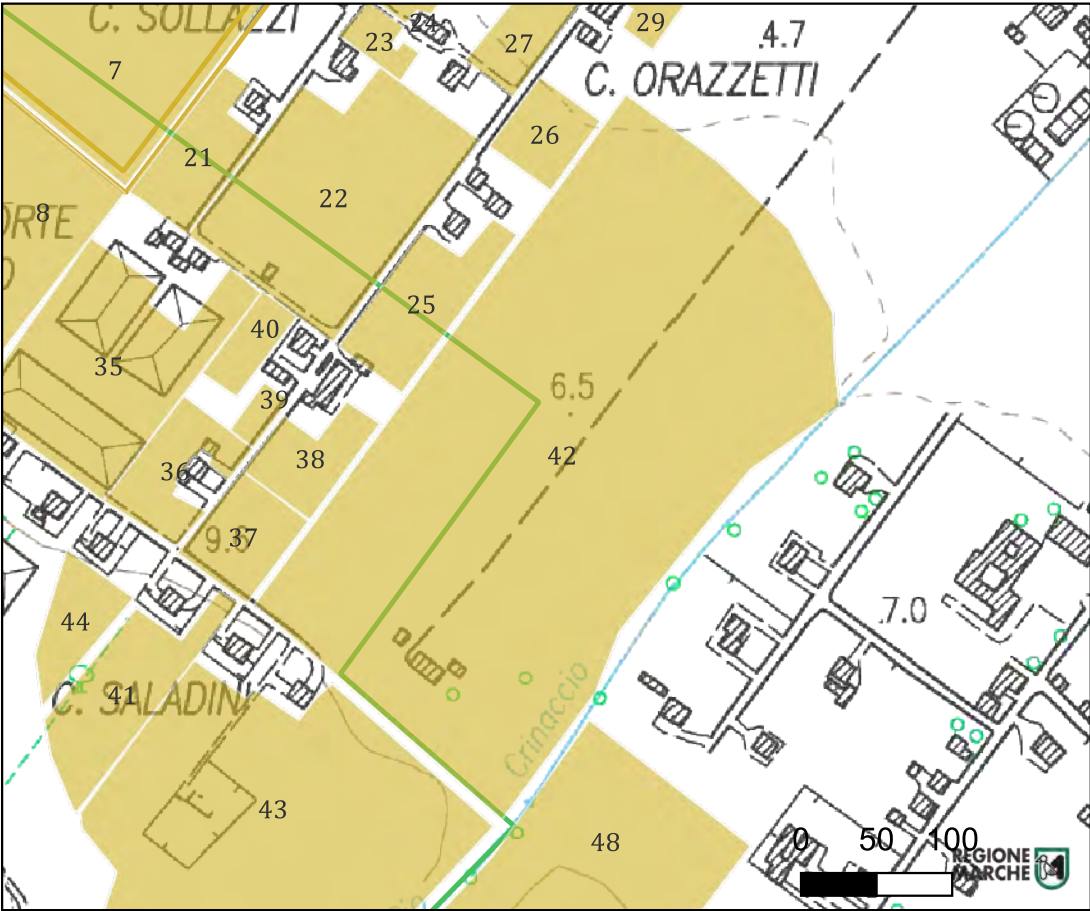 C. SOLLAZZI
23
24
27
29
.4.7
7
C. ORAZZETTI
21
26
22
8
ORTE
O
25
40
35
6.5
39
42
38
36
9.6
37
44
7.0
41
C. SALADINI
Crinaccio
43
48
0 50 100
REGIONE
MARCHE